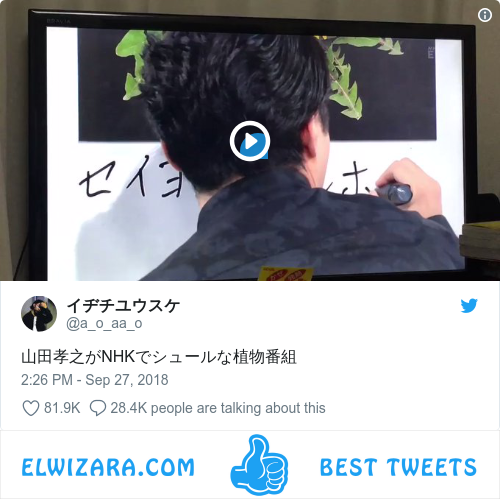 セイヨ
ンポ
イヂチユウスケ
@a_o_aa_o
山田孝之がNHKでシュールな植物番組
2:26 PM - Sep 27, 2018
81.9K 28.4K people are talking about this
ELWIZARA.COM BEST TWEETS